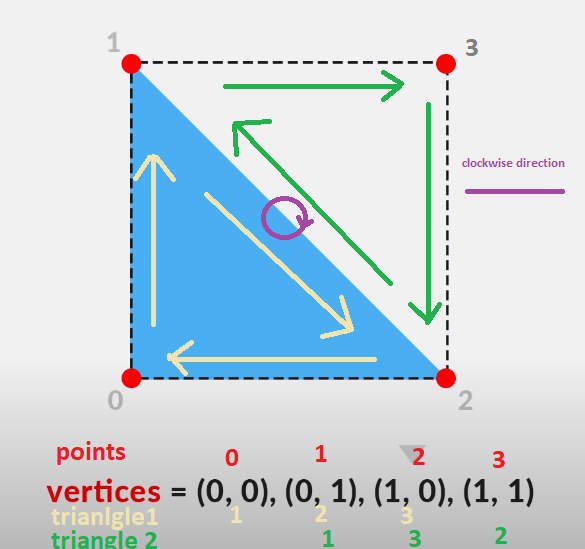 1
3
clockwise direction
0
2
points 0 1 2 3
vertices = (0, 0), (0, 1), (1, 0), (1, 1)
trianlgle1 1 2 3
triangle 2 1 3 2